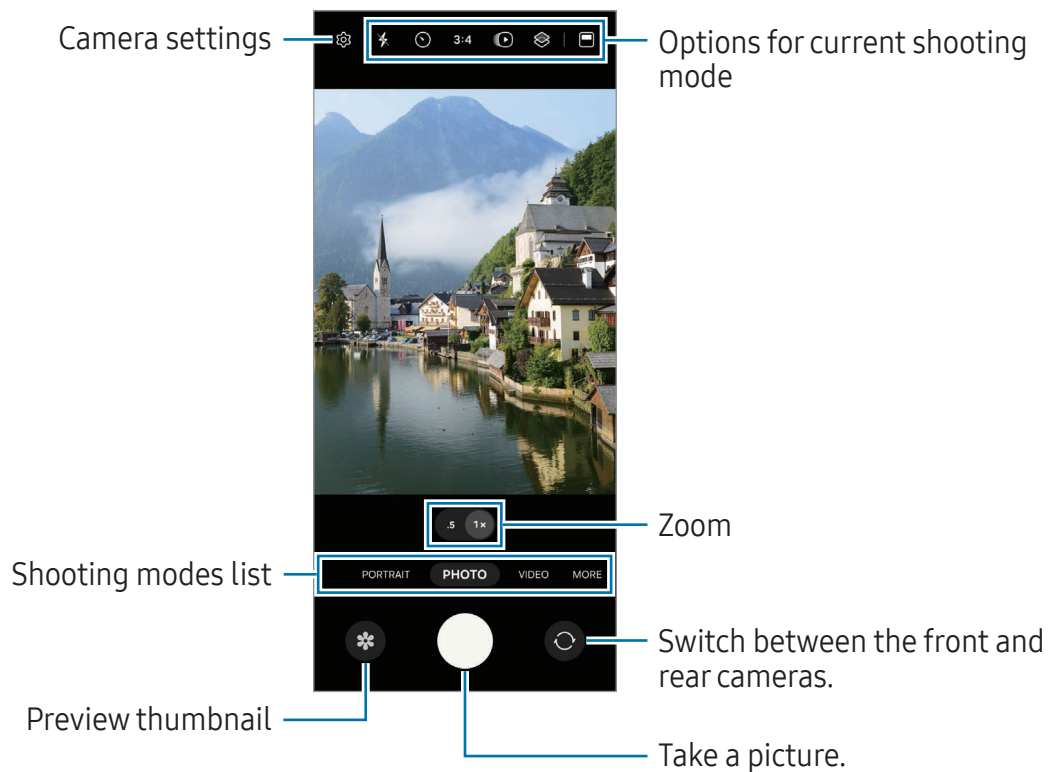 Camera settings
3:4
Options for current shooting
mode
.5 1×
Zoom
Shooting modes list
PORTRAIT PHOTO VIDEO MORE
Switch between the front and
rear cameras.
Preview thumbnail
Take a picture.